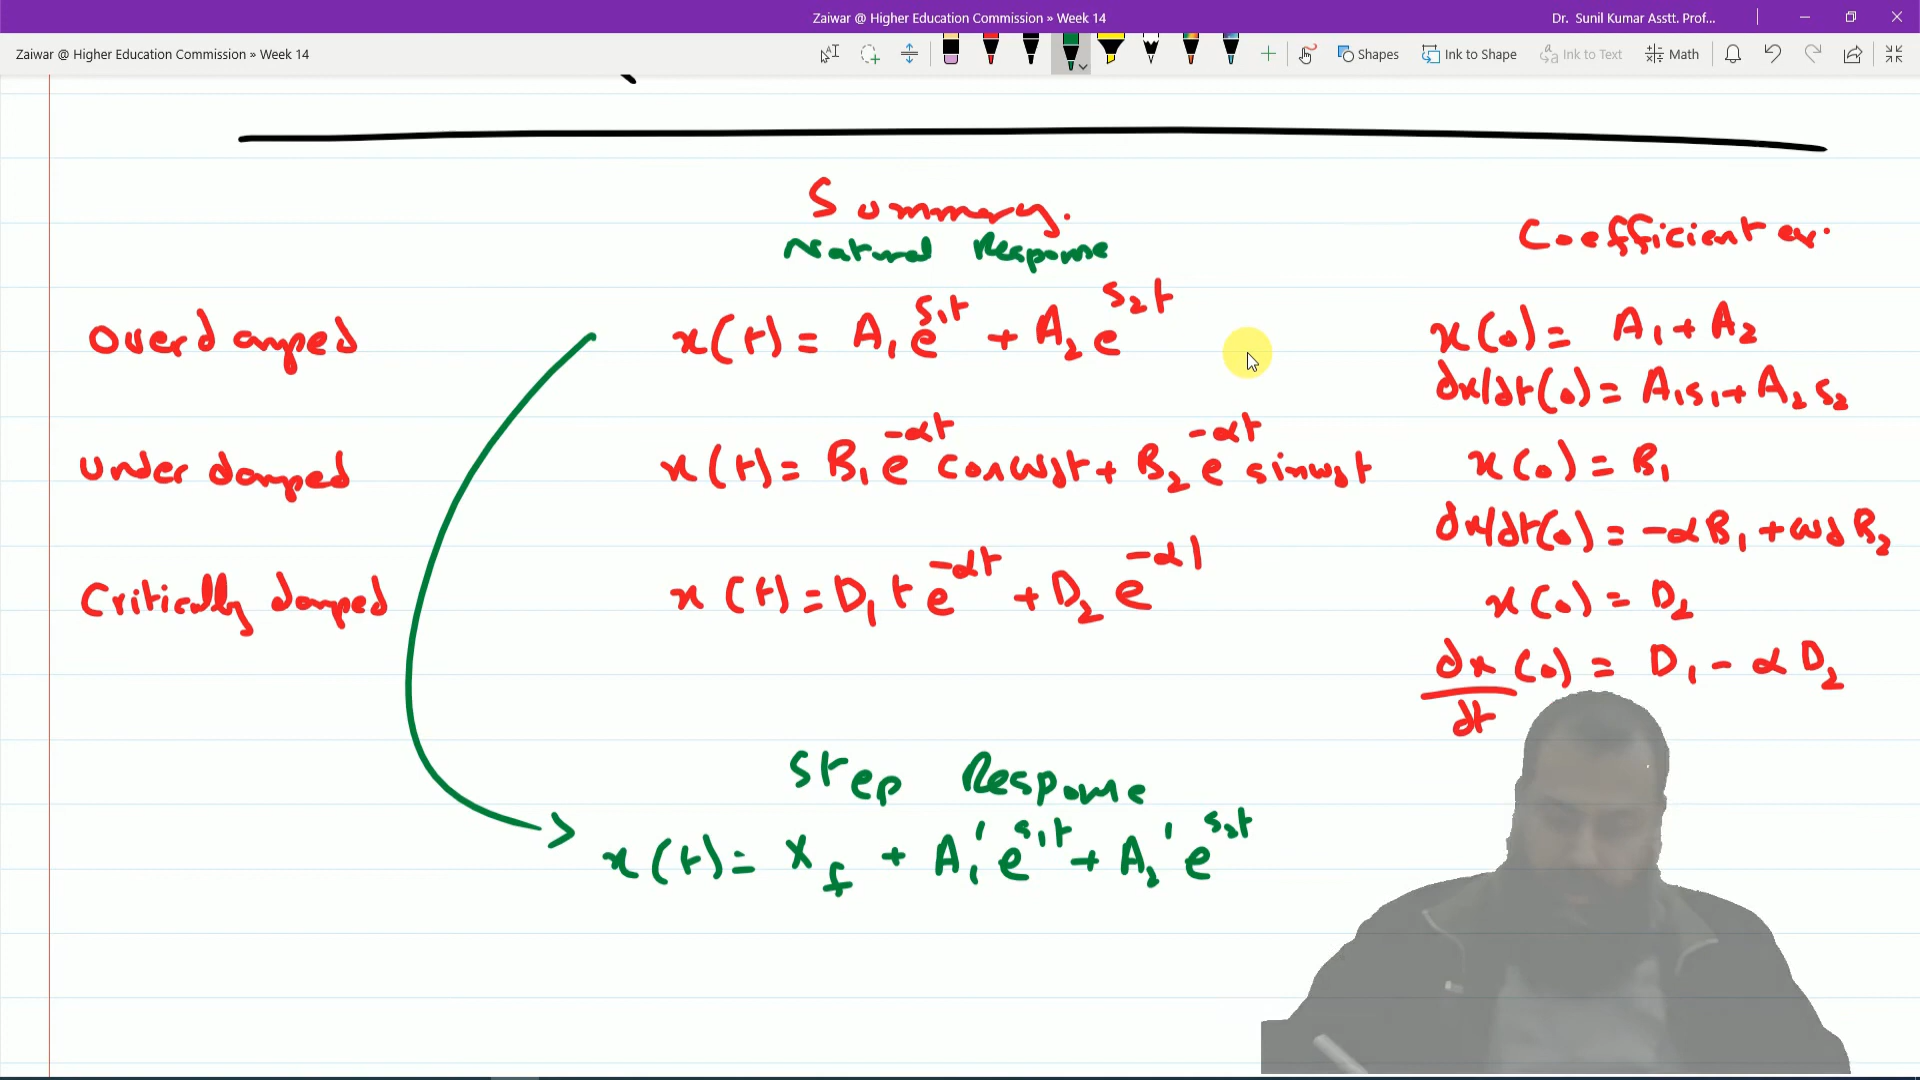 Zaiwar @ Higher Education Commission » Week 14
Dr. Sunil Kumar Asstt. Prof...
Zaiwar @ Higher Education Commission » Week 14
Shapes
Ink to Shape
Ink to Text
Math
Summary.
Natural Response
Coefficient eq.
Overdamped
x(t) = A₁e^{s₁t} + A₂e^{s₂t}
x(0) = A₁ + A₂
dx/dt(0) = A₁s₁ + A₂s₂
Under damped
x(t) = B₁e^{-αt} cosωdt + B₂e^{-αt} sinωdt
x(0) = B₁
dx/dt(0) = -αB₁ + ωdB₂
Critically damped
x(t) = D₁te^{-αt} + D₂e^{-αt}
x(0) = D₂
dx/dt (0) = D₁ - αD₂
Step Response
x(t) = X_f + A₁'e^{s₁t} + A₂'e^{s₂t}